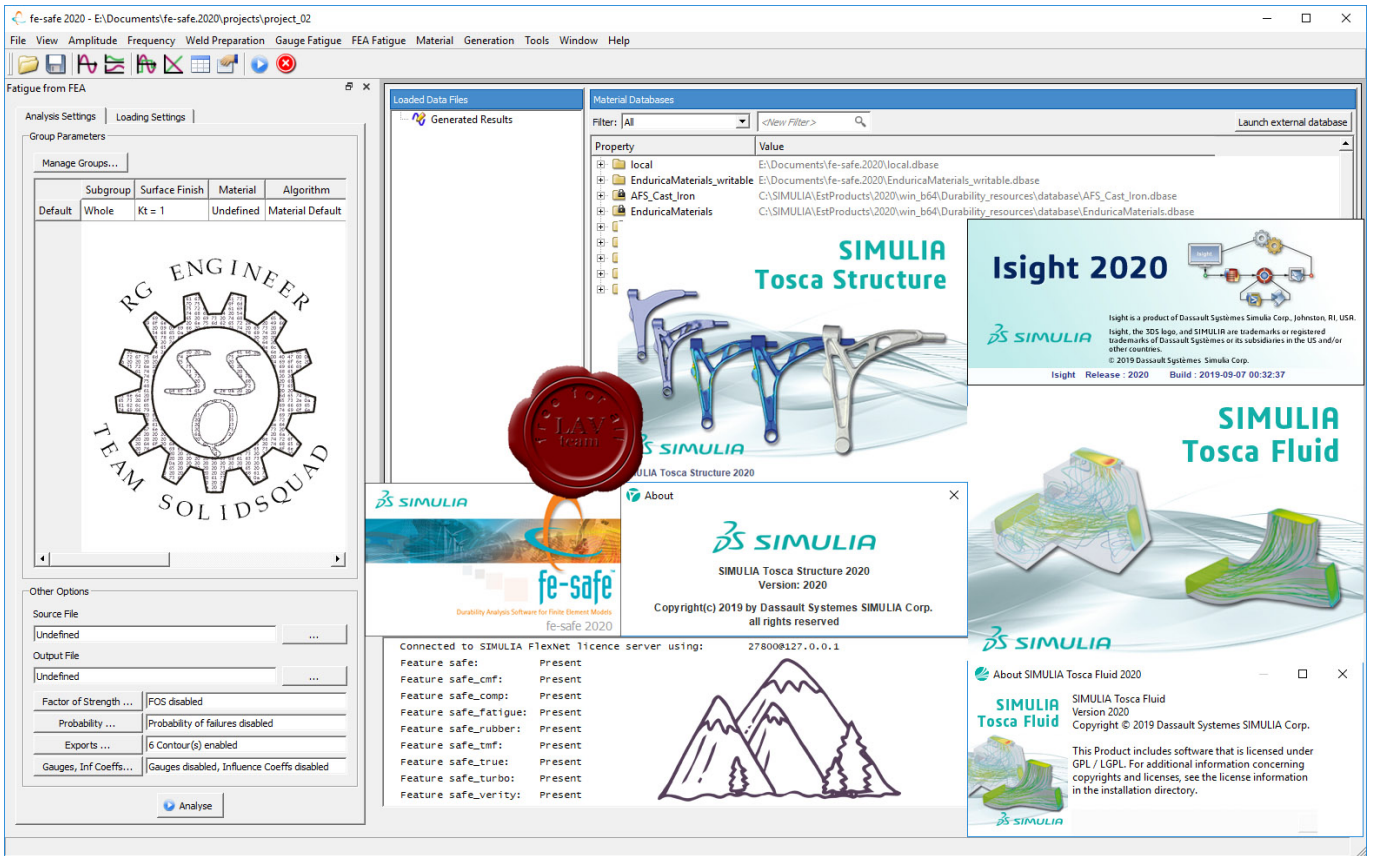 fe-safe 2020 - E:\Documents\fe-safe.2020\projects\project_02
File View Amplitude Frequency Weld Preparation Gauge Fatigue FEA Fatigue Material Generation Tools Window Help
Fatigue from FEA
Analysis Settings Loading Settings
Group Parameters
Manage Groups...
Subgroup Surface Finish Material Algorithm
Default Whole Kt = 1 Undefined Material Default
RG ENGINEER
SSQ
TEAM SOLIDSQUAD
Other Options
Source File
Undefined ...
Output File
Undefined ...
Factor of Strength ... FOS disabled
Probability ... Probability of failures disabled
Exports ... 6 Contour(s) enabled
Gauges, Inf Coeffs... Gauges disabled, Influence Coeffs disabled
Analyse
Loaded Data Files
Generated Results
Material Databases
Filter: All <New Filter> Launch external database
Property Value
local E:\Documents\fe-safe.2020\local.dbase
EnduricaMaterials_writable E:\Documents\fe-safe.2020\EnduricaMaterials_writable.dbase
AFS_Cast_Iron C:\SIMULIA\EstProducts\2020\win_b64\Durability_resources\database\AFS_Cast_Iron.dbase
EnduricaMaterials C:\SIMULIA\EstProducts\2020\win_b64\Durability_resources\database\EnduricaMaterials.dbase
SIMULIA
Tosca Structure
SIMULIA
ULIA Tosca Structure 2020
LAV
team
Isight 2020
Isight
Isight is a product of Dassault Systèmes Simulia Corp., Johnston, RI, USA.
SIMULIA
Isight, the 3DS logo, and SIMULIA are trademarks or registered
trademarks of Dassault Systèmes or its subsidiaries in the US and/or
other countries.
© 2019 Dassault Systèmes Simulia Corp.
Isight Release : 2020 Build : 2019-09-07 00:32:37
SIMULIA
Tosca Fluid
SIMULIA
SIMULIA
fe-safe™
Durability Analysis Software for Finite Element Models
fe-safe 2020
About
SIMULIA
SIMULIA Tosca Structure 2020
Version: 2020
Copyright(c) 2019 by Dassault Systemes SIMULIA Corp.
all rights reserved
Connected to SIMULIA FlexNet licence server using: 27800@127.0.0.1
Feature safe: Present
Feature safe_cmf: Present
Feature safe_comp: Present
Feature safe_fatigue: Present
Feature safe_rubber: Present
Feature safe_tmf: Present
Feature safe_true: Present
Feature safe_turbo: Present
Feature safe_verity: Present
About SIMULIA Tosca Fluid 2020
SIMULIA
Tosca Fluid
SIMULIA
SIMULIA Tosca Fluid
Version 2020
Copyright © 2019 Dassault Systemes SIMULIA Corp.
This Product includes software that is licensed under
GPL / LGPL. For additional information concerning
copyrights and licenses, see the license information
in the installation directory.